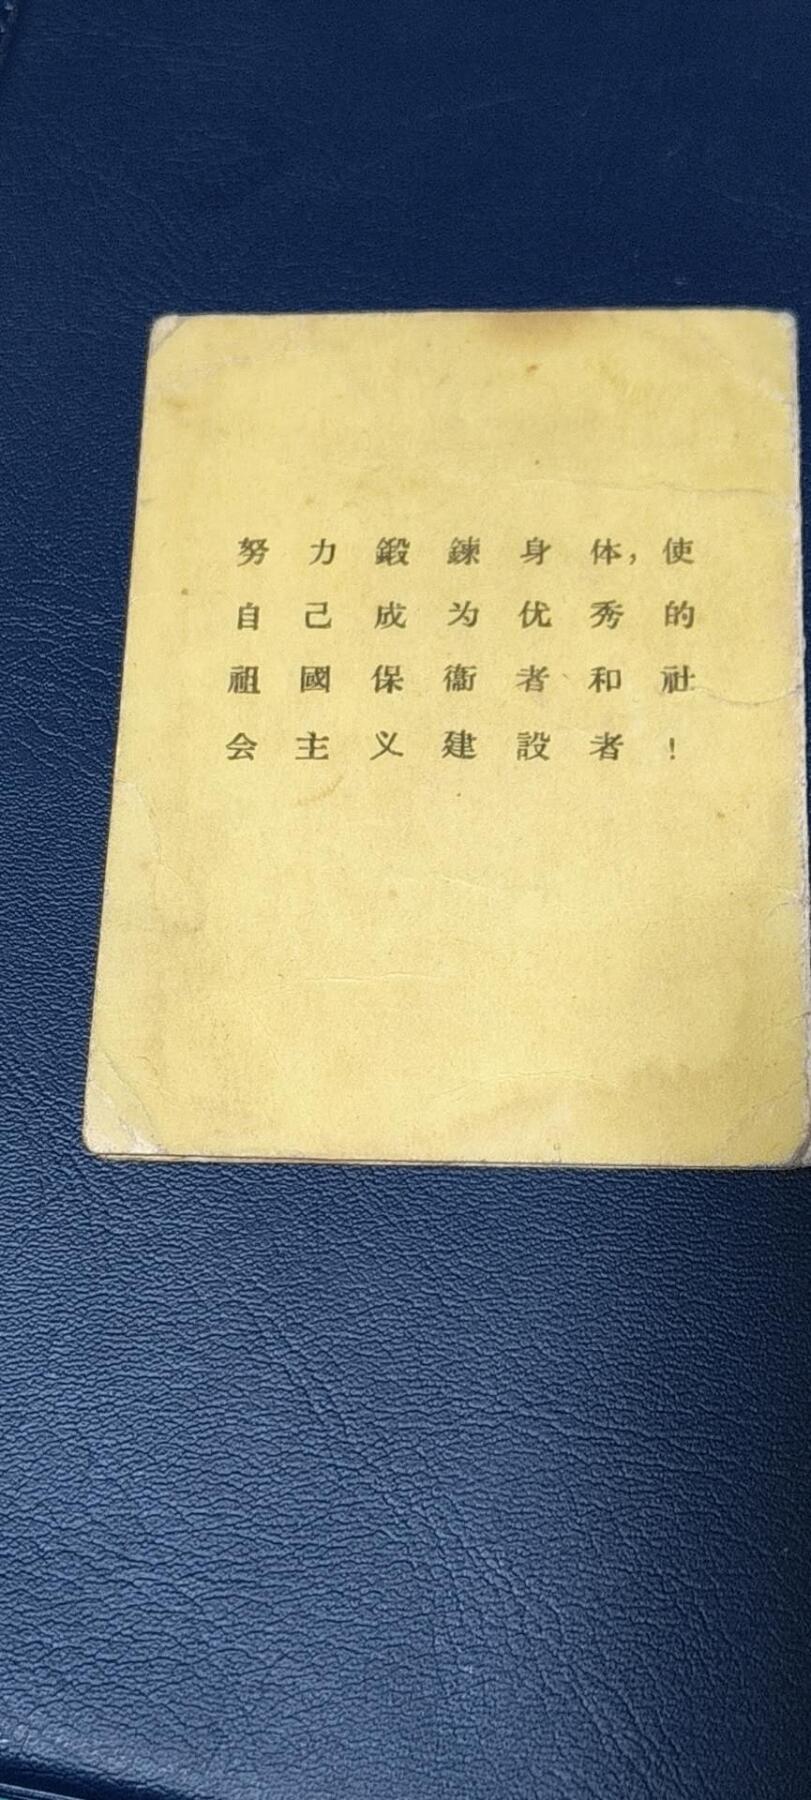 努力鍛鍊身体，使
自己成为优秀的
祖國保衞者和社
会主义建設者！